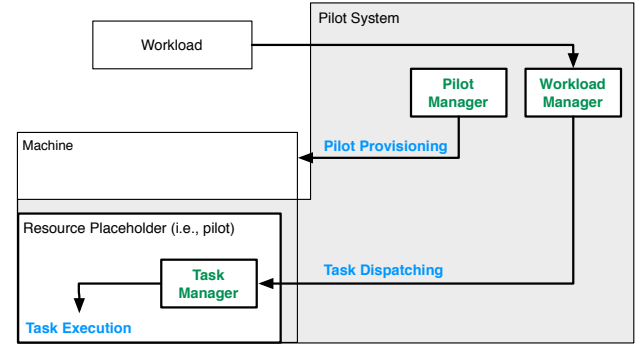 Pilot System
Workload
Pilot
Manager
Workload
Manager
Machine
Pilot Provisioning
Resource Placeholder (i.e., pilot)
Task
Manager
Task Dispatching
Task Execution